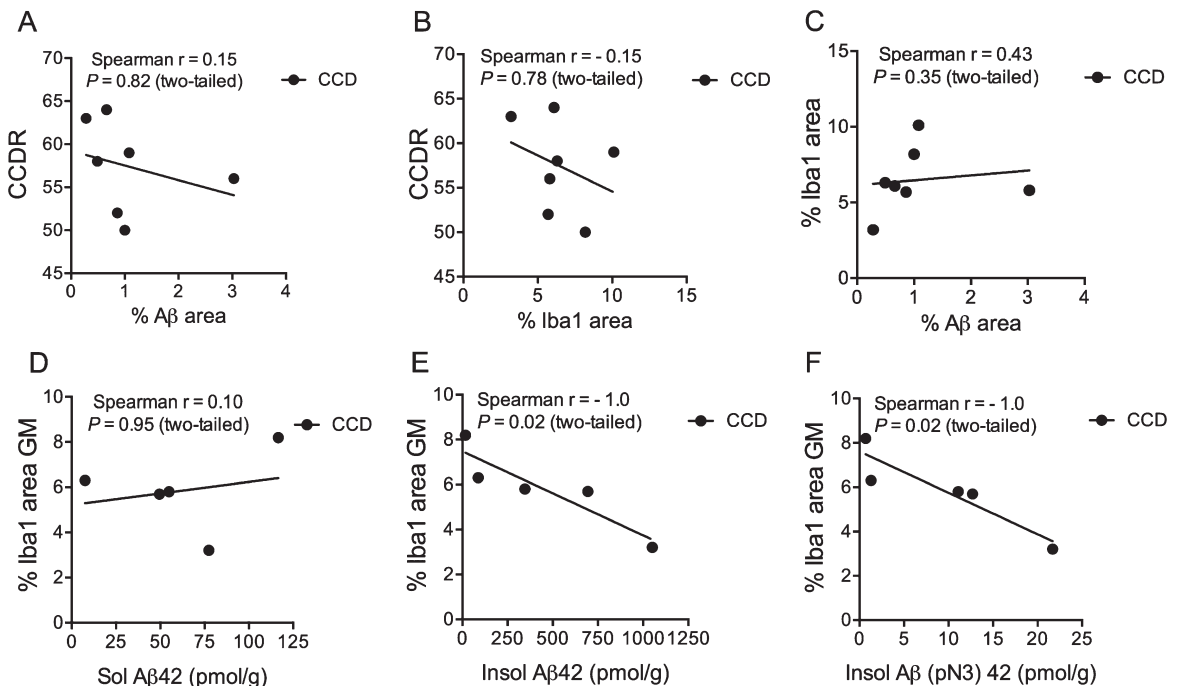 A
Spearman r = 0.15
P = 0.82 (two-tailed)
CCD
CCDR
70
65
60
55
50
45
0 1 2 3 4
% Aβ area
B
Spearman r = - 0.15
P = 0.78 (two-tailed)
CCD
CCDR
70
65
60
55
50
45
0 5 10 15
% Iba1 area
C
Spearman r = 0.43
P = 0.35 (two-tailed)
CCD
% Iba1 area
15
10
5
0
0 1 2 3 4
% Aβ area
D
Spearman r = 0.10
P = 0.95 (two-tailed)
CCD
% Iba1 area GM
10
8
6
4
2
0
0 25 50 75 100 125
Sol Aβ42 (pmol/g)
E
Spearman r = - 1.0
P = 0.02 (two-tailed)
CCD
% Iba1 area GM
10
8
6
4
2
0
0 250 500 750 1000 1250
Insol Aβ42 (pmol/g)
F
Spearman r = - 1.0
P = 0.02 (two-tailed)
CCD
% Iba1 area GM
10
8
6
4
2
0
0 5 10 15 20 25
Insol Aβ (pN3) 42 (pmol/g)